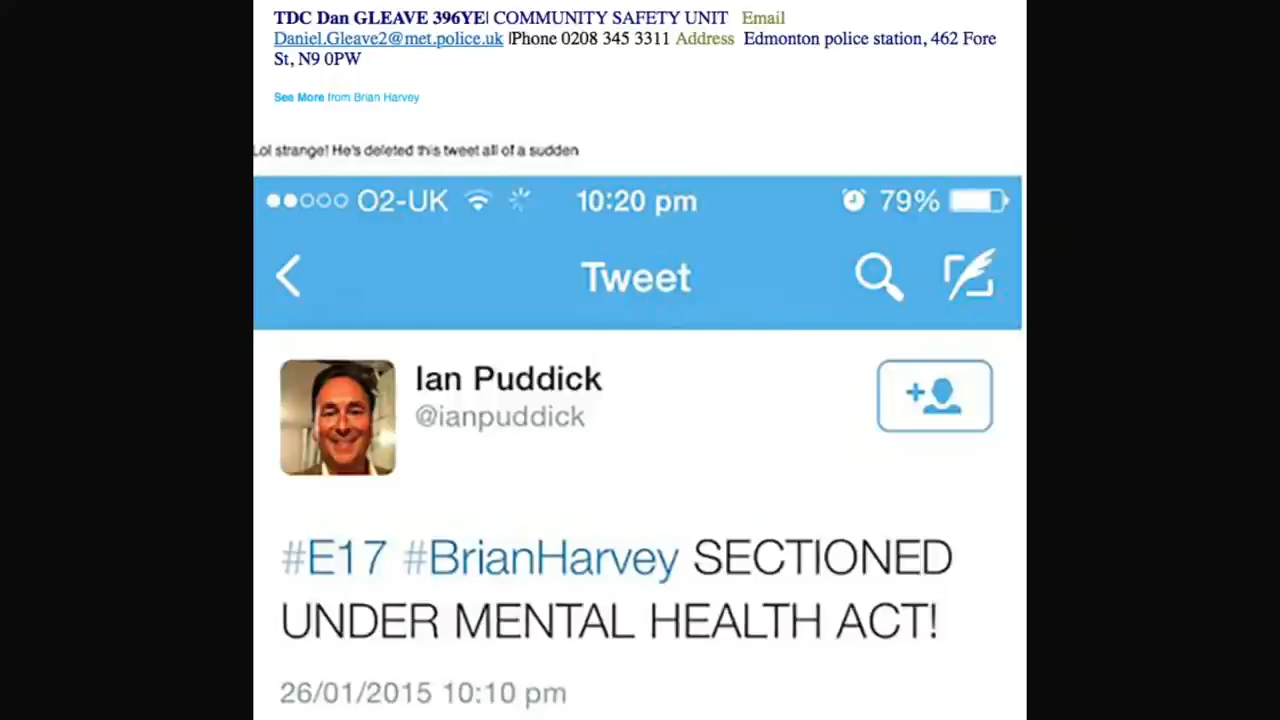 TDC Dan GLEAVE 396YE| COMMUNITY SAFETY UNIT Email
Daniel.Gleave2@met.police.uk |Phone 0208 345 3311 Address Edmonton police station, 462 Fore
St, N9 0PW
See More from Brian Harvey
Lol strange! He's deleted this tweet all of a sudden
O2-UK 10:20 pm 79%
Tweet
Ian Puddick
@ianpuddick
#E17 #BrianHarvey SECTIONED
UNDER MENTAL HEALTH ACT!
26/01/2015 10:10 pm